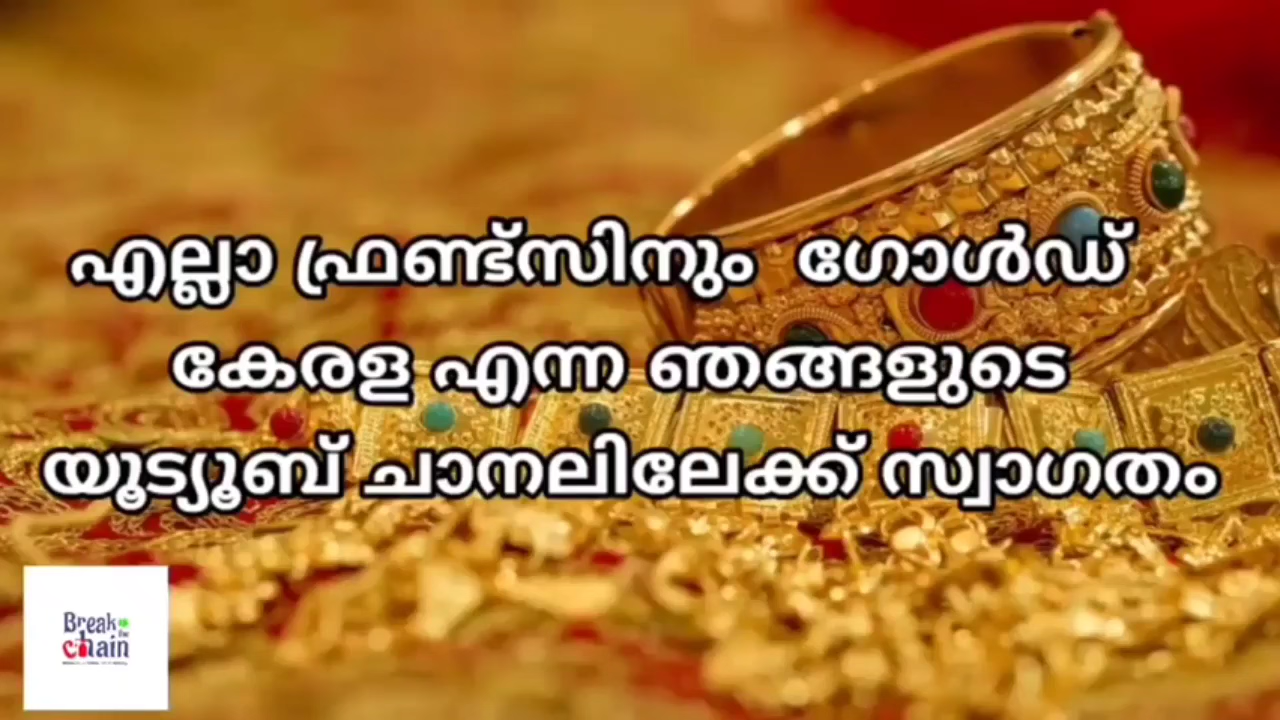 എല്ലാ ഫ്രണ്ട്സിനും ഗോൾഡ്
കേരള എന്ന ഞങ്ങളുടെ
യൂട്യൂബ് ചാനലിലേക്ക് സ്വാഗതം
Break
the
chain